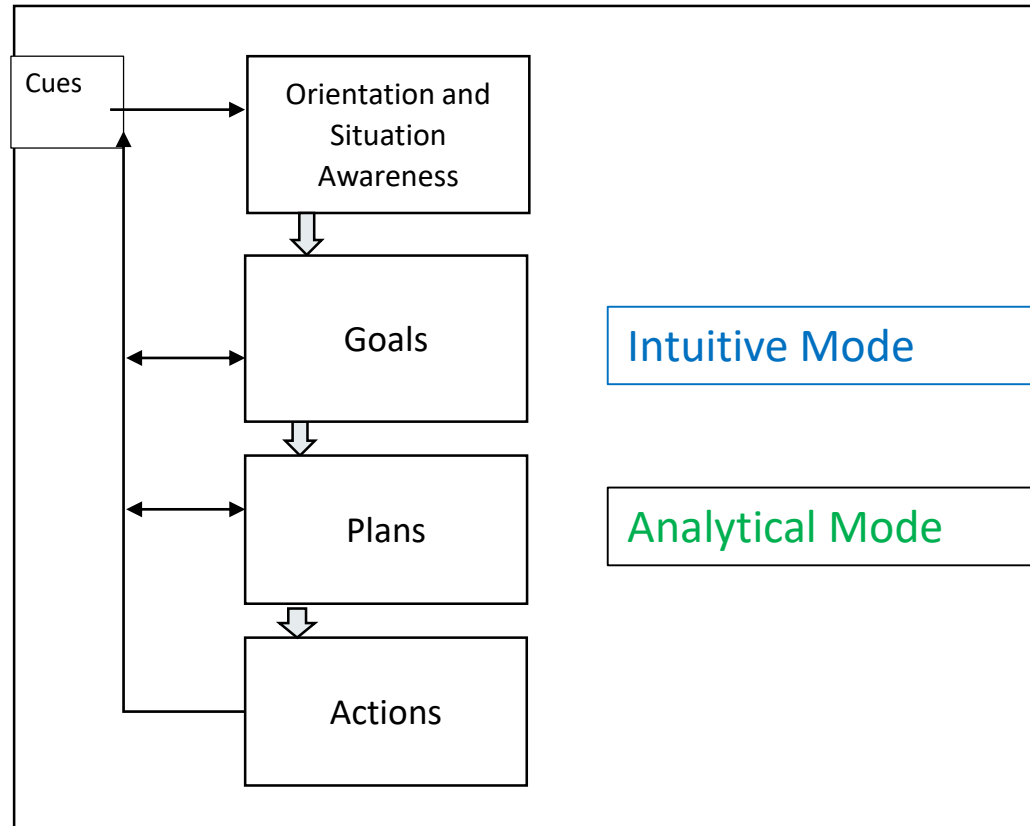 Cues
Orientation and
Situation
Awareness
Goals
Intuitive Mode
Plans
Analytical Mode
Actions